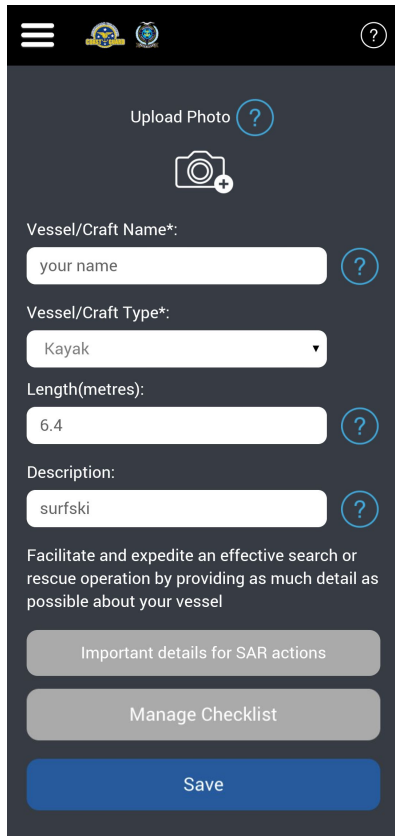 ?
Upload Photo ?
Vessel/Craft Name*:
your name ?
Vessel/Craft Type*:
Kayak
Length(metres):
6.4 ?
Description:
surfski ?
Facilitate and expedite an effective search or
rescue operation by providing as much detail as
possible about your vessel
Important details for SAR actions
Manage Checklist
Save